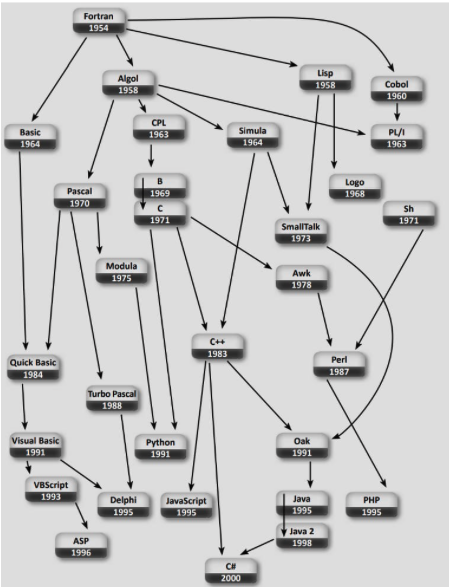 Fortran
1954
Algol
1958
Lisp
1958
Cobol
1960
Basic
1964
CPL
1963
Simula
1964
PL/I
1963
Pascal
1970
B
1969
C
1971
Logo
1968
Sh
1971
SmallTalk
1973
Modula
1975
Awk
1978
C++
1983
Quick Basic
1984
Perl
1987
Turbo Pascal
1988
Visual Basic
1991
Python
1991
Oak
1991
VBScript
1993
Delphi
1995
JavaScript
1995
Java
1995
PHP
1995
ASP
1996
Java 2
1998
C#
2000